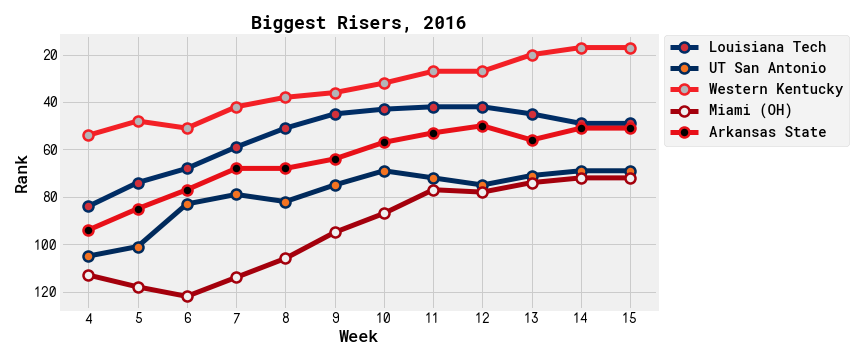 Biggest Risers, 2016
Rank
20
40
60
80
100
120
4 5 6 7 8 9 10 11 12 13 14 15
Week
Louisiana Tech
UT San Antonio
Western Kentucky
Miami (OH)
Arkansas State